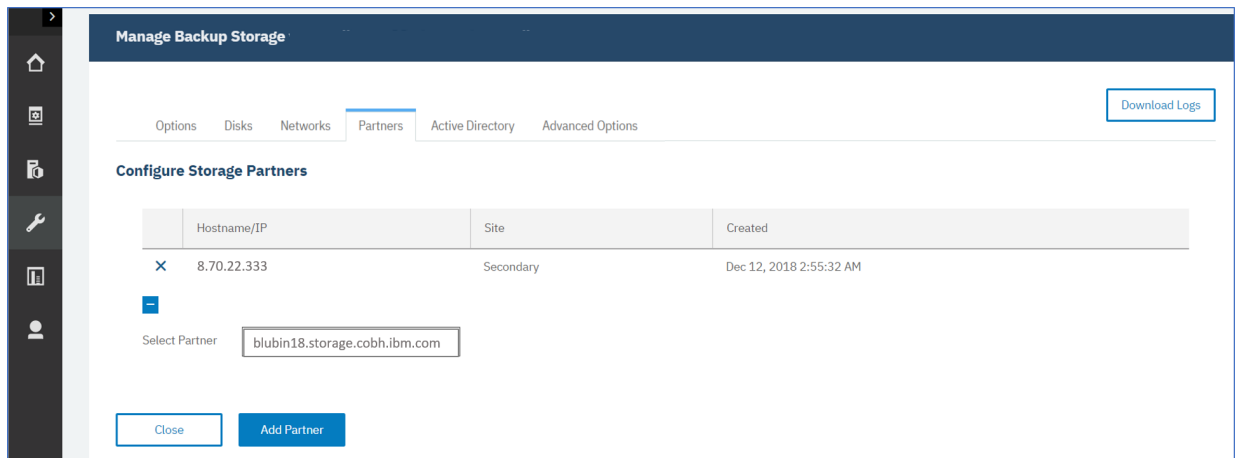 Manage Backup Storage
Download Logs
Options Disks Networks Partners Active Directory Advanced Options
Configure Storage Partners
Hostname/IP Site Created
8.70.22.333 Secondary Dec 12, 2018 2:55:32 AM
Select Partner blubin18.storage.cobh.ibm.com
Close Add Partner